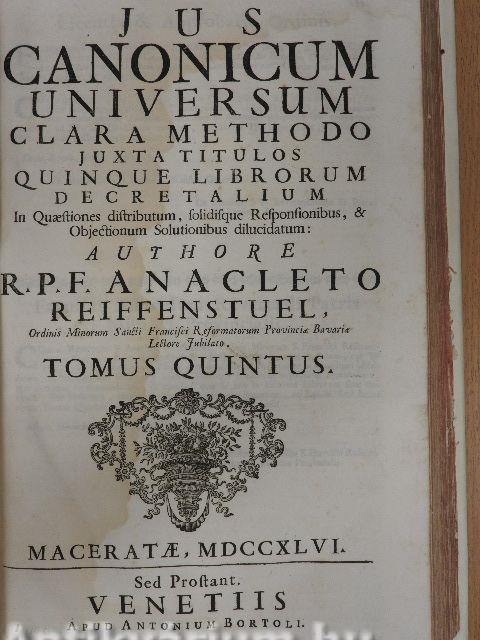 JUS
CANONICUM
UNIVERSUM
CLARA METHODO
JUXTA TITULOS
QUINQUE LIBRORUM
DECRETALIUM
In Quæstiones distributum, solidisque Responsionibus, &
Objectionum Solutionibus dilucidatum:
AUTHORE
R.P.F. ANACLETO
REIFFENSTUEL,
Ordinis Minorum Sancti Francisci Reformatorum Provinciæ Bavariæ
Lectore Jubilato.
TOMUS QUINTUS.
MACERATÆ, MDCCXLVI.
Sed Prostant.
VENETIIS
APUD ANTONIUM BORTOLI.